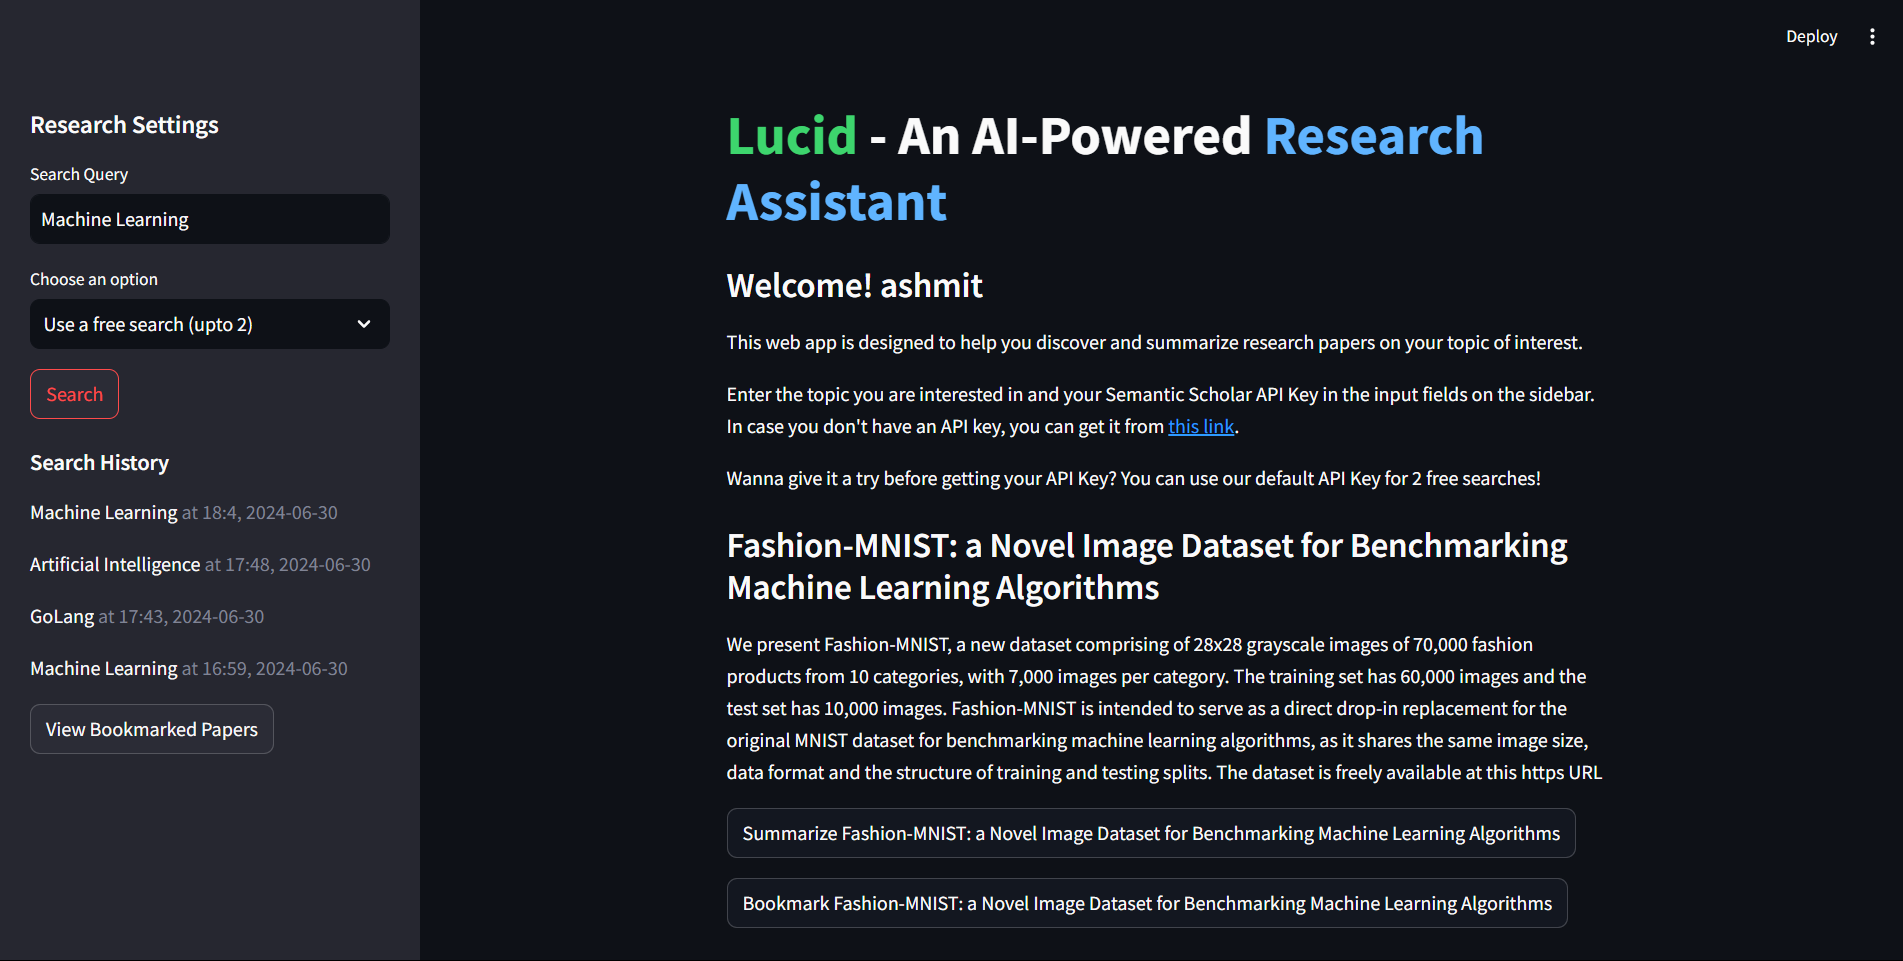 Deploy
Research Settings
Search Query
Machine Learning
Choose an option
Use a free search (upto 2)
Search
Search History
Machine Learning at 18:4, 2024-06-30
Artificial Intelligence at 17:48, 2024-06-30
GoLang at 17:43, 2024-06-30
Machine Learning at 16:59, 2024-06-30
View Bookmarked Papers
Lucid - An AI-Powered Research
Assistant
Welcome! ashmit
This web app is designed to help you discover and summarize research papers on your topic of interest.
Enter the topic you are interested in and your Semantic Scholar API Key in the input fields on the sidebar.
In case you don't have an API key, you can get it from this link.
Wanna give it a try before getting your API Key? You can use our default API Key for 2 free searches!
Fashion-MNIST: a Novel Image Dataset for Benchmarking
Machine Learning Algorithms
We present Fashion-MNIST, a new dataset comprising of 28x28 grayscale images of 70,000 fashion
products from 10 categories, with 7,000 images per category. The training set has 60,000 images and the
test set has 10,000 images. Fashion-MNIST is intended to serve as a direct drop-in replacement for the
original MNIST dataset for benchmarking machine learning algorithms, as it shares the same image size,
data format and the structure of training and testing splits. The dataset is freely available at this https URL
Summarize Fashion-MNIST: a Novel Image Dataset for Benchmarking Machine Learning Algorithms
Bookmark Fashion-MNIST: a Novel Image Dataset for Benchmarking Machine Learning Algorithms